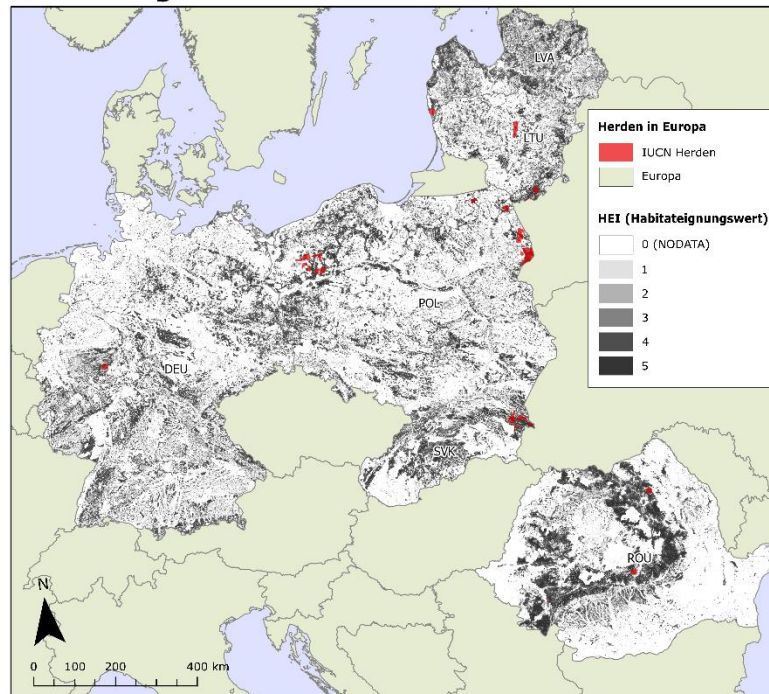 LVA
LTU
Herden in Europa
IUCN Herden
Europa
HEI (Habitateignungswert)
0 (NODATA)
1
2
3
4
5
POL
DEU
SVK
ROU
N
0 100 200 400 km